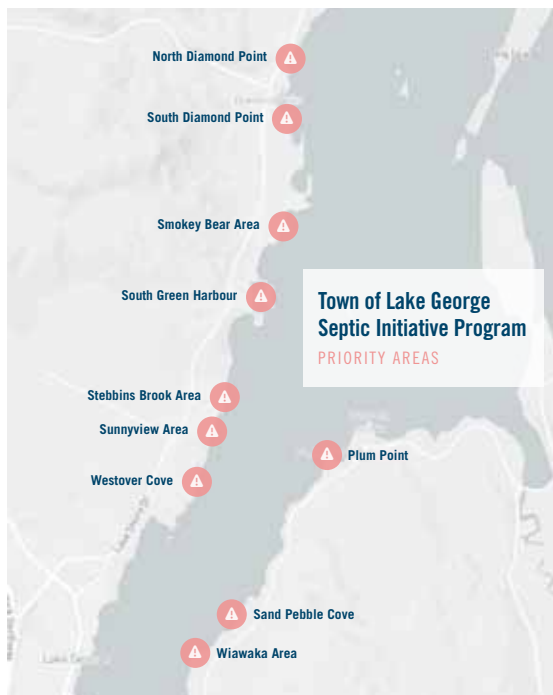 North Diamond Point
South Diamond Point
Smokey Bear Area
South Green Harbour
Town of Lake George
Septic Initiative Program
PRIORITY AREAS
Stebbins Brook Area
Sunnyview Area
Plum Point
Westover Cove
Sand Pebble Cove
Wiawaka Area